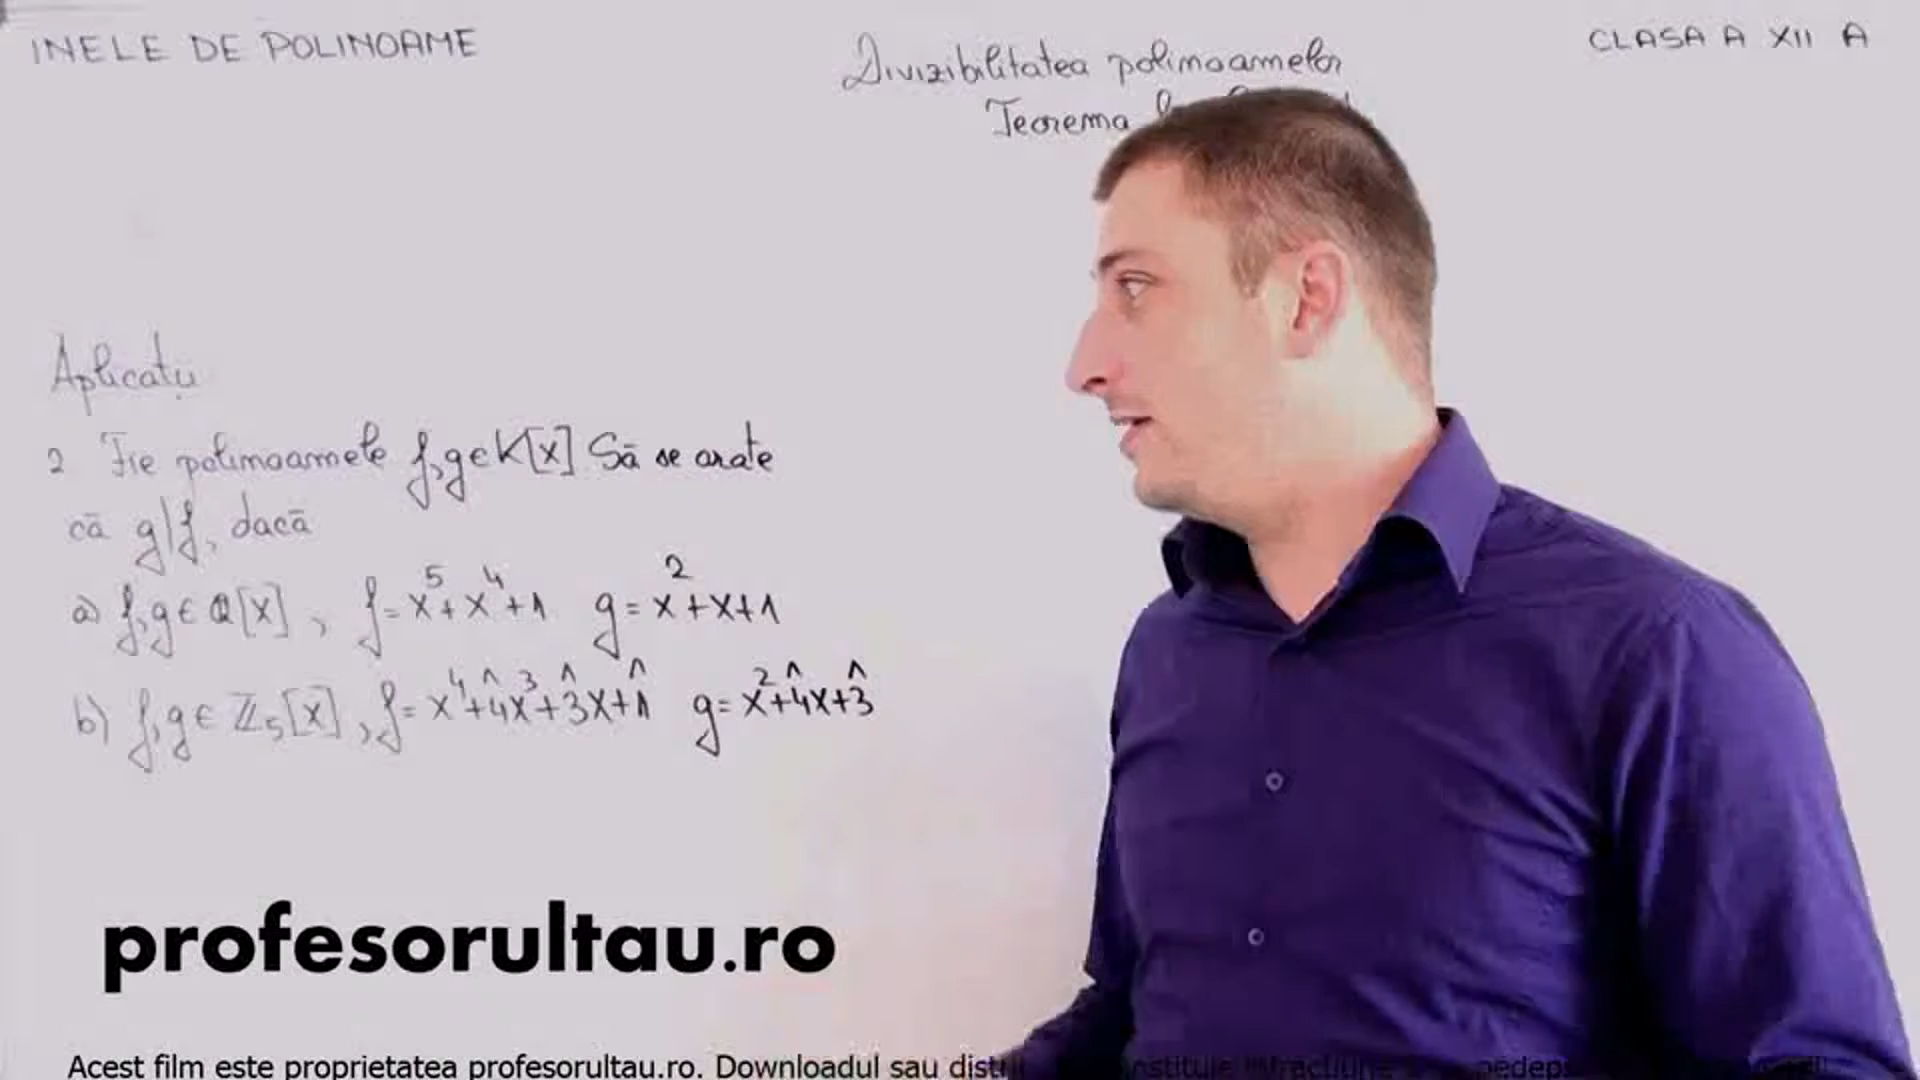 INELE DE POLINOAME
Divizibilitatea polinoamelor
CLASA A XII A
Teorema
Aplicații
2 Fie polinoamele f,g∈K[X] Să se arate
că g|f, dacă
a) f,g∈Q[X], f=X⁵+X⁴+1 g=X²+X+1
b) f,g∈ℤ₅[X], f=X⁴+4̂X³+3̂X+1̂ g=X²+4̂X+3̂
profesorultau.ro
Acest film este proprietatea profesorultau.ro. Downloadul sau